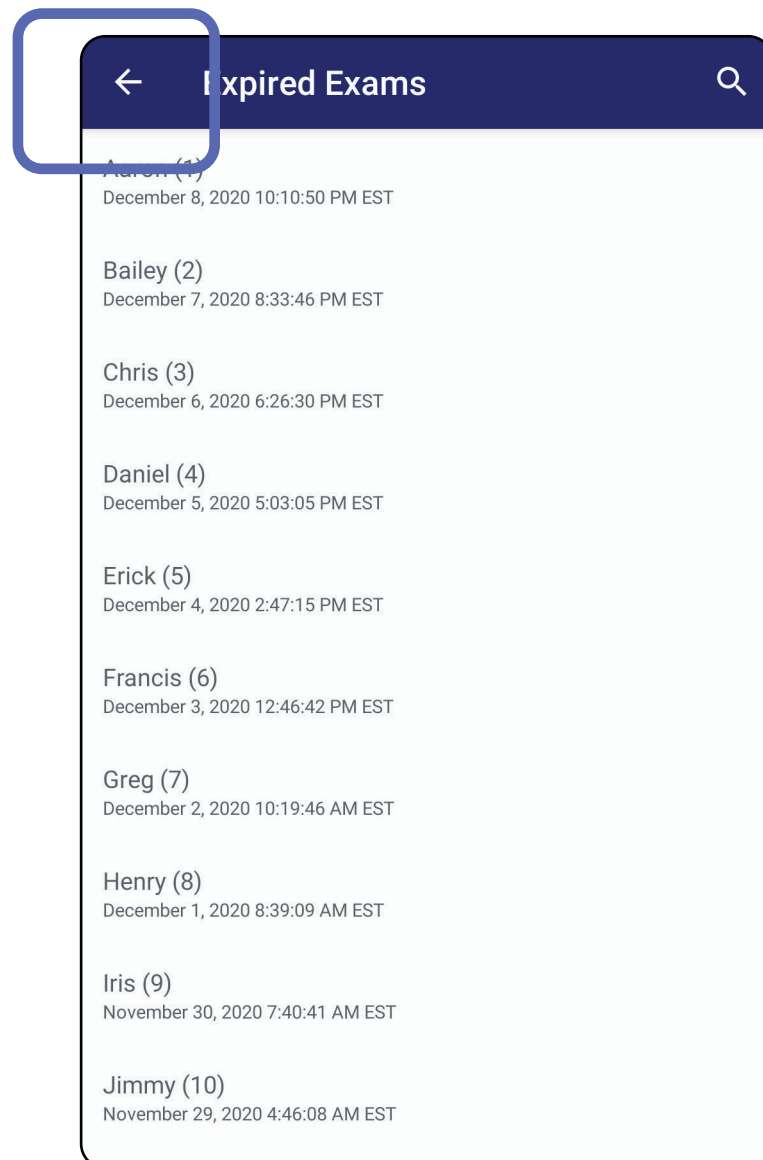 Expired Exams
Aaron (1)
December 8, 2020 10:10:50 PM EST
Bailey (2)
December 7, 2020 8:33:46 PM EST
Chris (3)
December 6, 2020 6:26:30 PM EST
Daniel (4)
December 5, 2020 5:03:05 PM EST
Erick (5)
December 4, 2020 2:47:15 PM EST
Francis (6)
December 3, 2020 12:46:42 PM EST
Greg (7)
December 2, 2020 10:19:46 AM EST
Henry (8)
December 1, 2020 8:39:09 AM EST
Iris (9)
November 30, 2020 7:40:41 AM EST
Jimmy (10)
November 29, 2020 4:46:08 AM EST